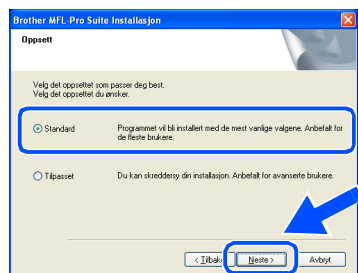 Brother MFL-Pro Suite Installasjon
Oppsett
Velg det oppsettet som passer deg best.
Velg det oppsettet du ønsker.
Standard
Programmet vil bli installert med de mest vanlige valgene. Anbefalt for
de fleste brukere.
Tilpasset
Du kan skreddersy din installasjon. Anbefalt for avanserte brukere.
< Tilbake
Neste >
Avbryt